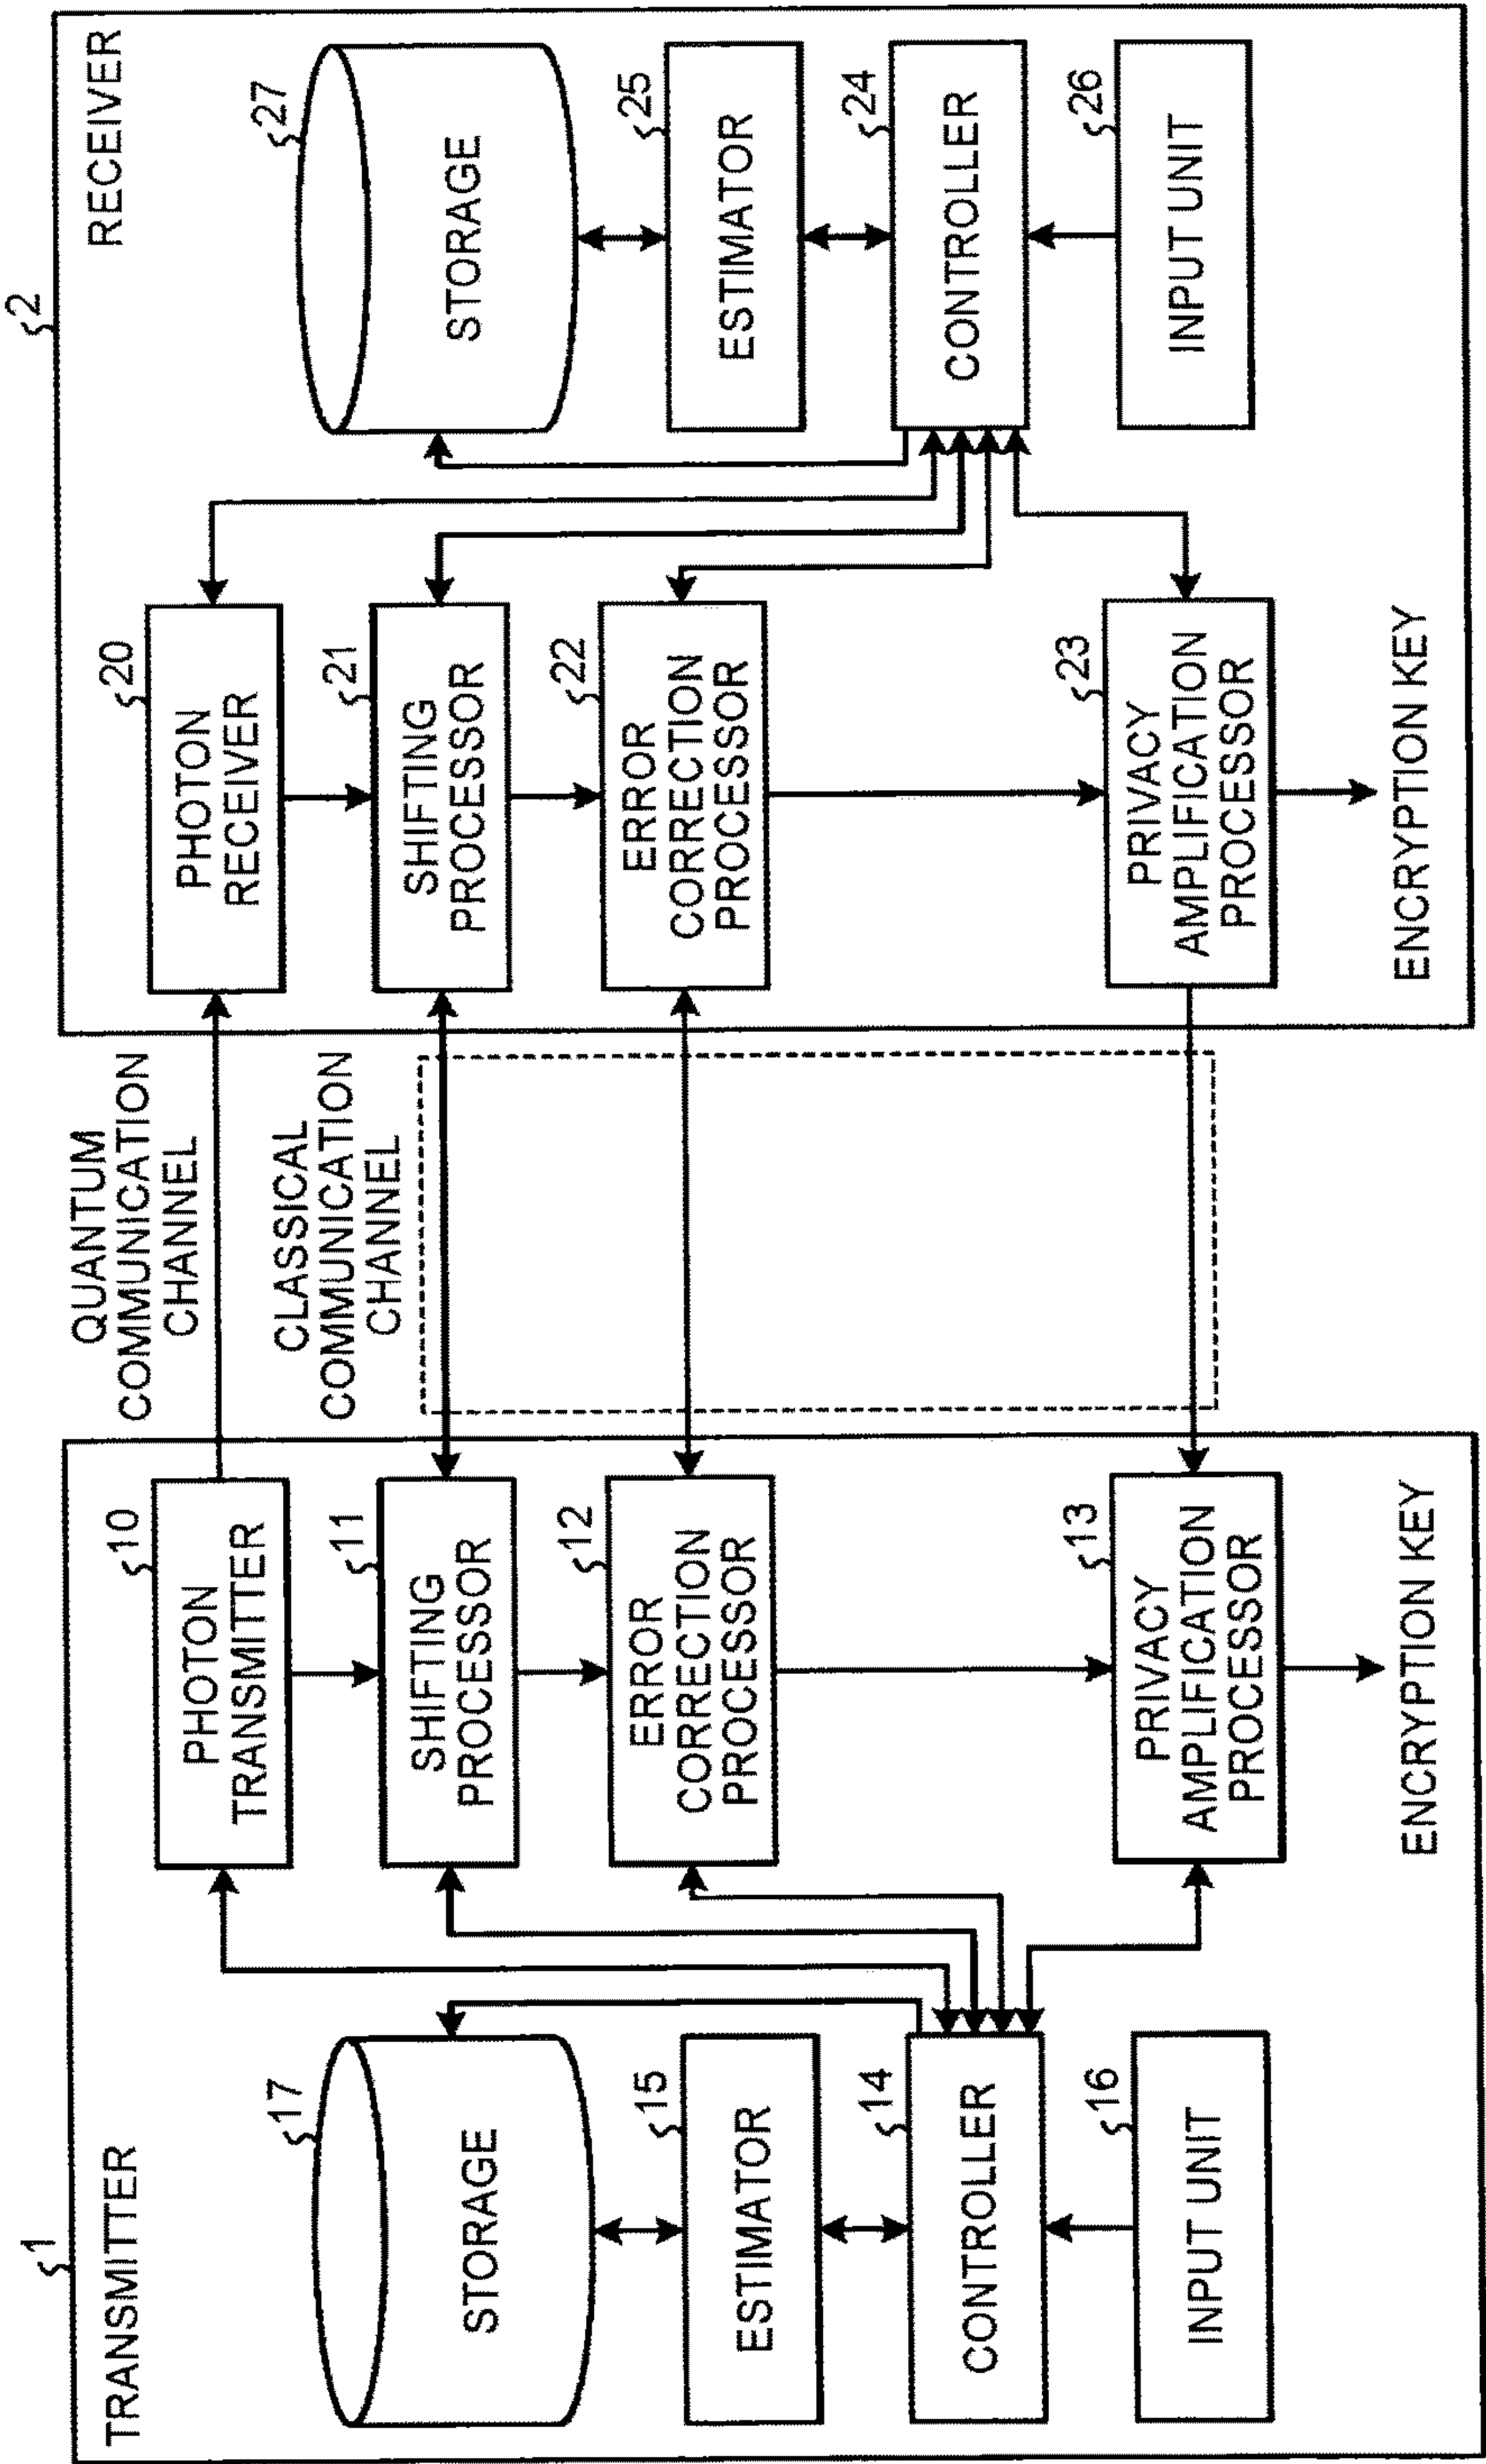 1
TRANSMITTER
17
STORAGE
15
ESTIMATOR
14
CONTROLLER
16
INPUT UNIT
10
PHOTON
TRANSMITTER
11
SHIFTING
PROCESSOR
12
ERROR
CORRECTION
PROCESSOR
13
PRIVACY
AMPLIFICATION
PROCESSOR
ENCRYPTION KEY
QUANTUM
COMMUNICATION
CHANNEL
CLASSICAL
COMMUNICATION
CHANNEL
2
RECEIVER
20
PHOTON
RECEIVER
21
SHIFTING
PROCESSOR
22
ERROR
CORRECTION
PROCESSOR
23
PRIVACY
AMPLIFICATION
PROCESSOR
ENCRYPTION KEY
27
STORAGE
25
ESTIMATOR
24
CONTROLLER
26
INPUT UNIT